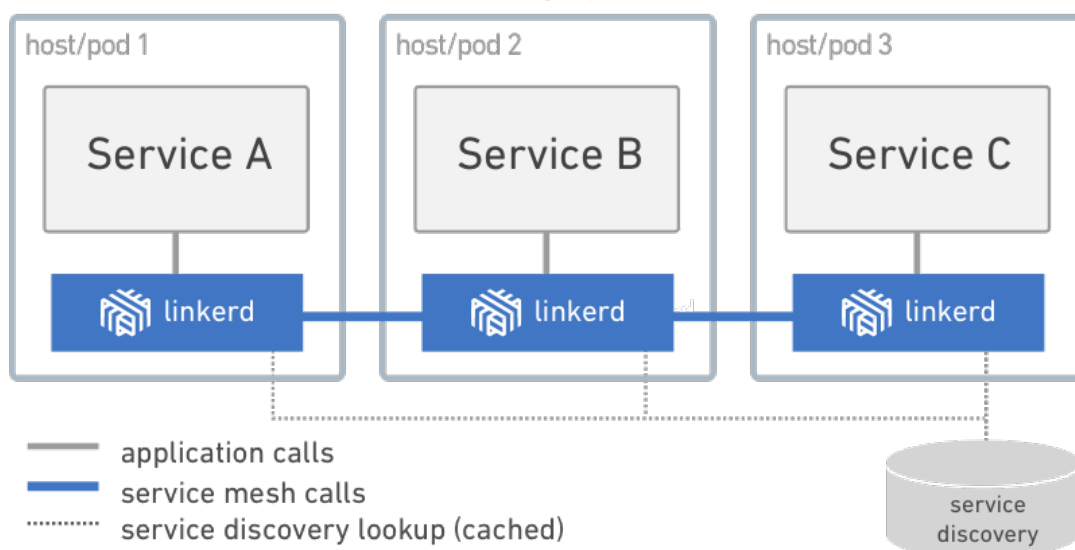 host/pod 1
host/pod 2
host/pod 3
Service A
Service B
Service C
linkerd
linkerd
linkerd
application calls
service mesh calls
service discovery lookup (cached)
service
discovery